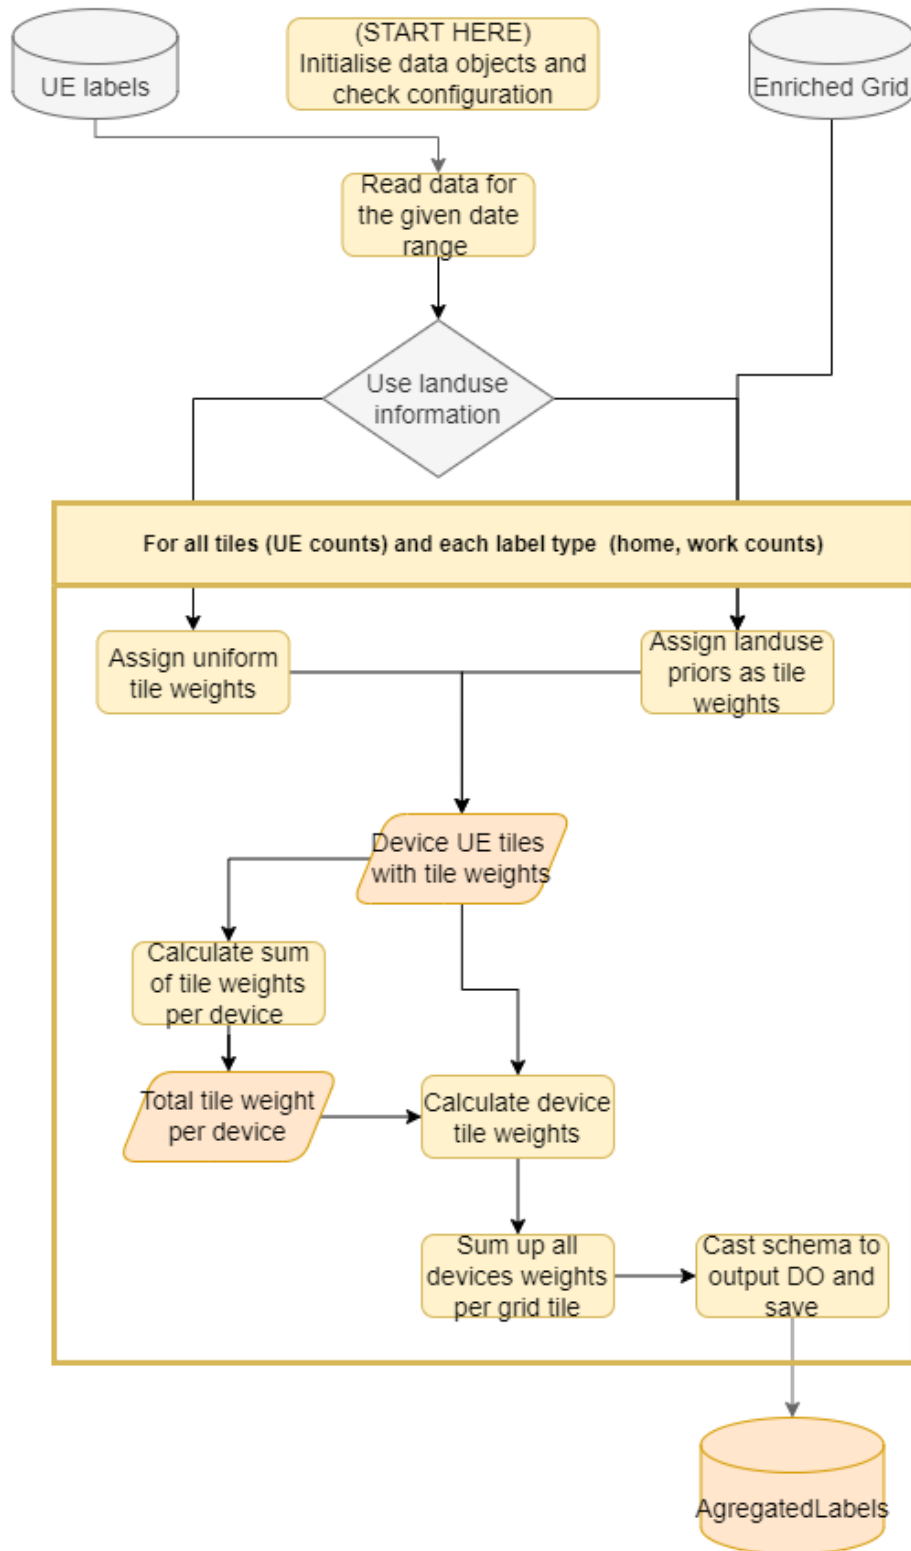 UE labels
(START HERE)
Initialise data objects and
check configuration
Enriched Grid
Read data for
the given date
range
Use landuse
information
For all tiles (UE counts) and each label type (home, work counts)
Assign uniform
tile weights
Assign landuse
priors as tile
weights
Device UE tiles
with tile weights
Calculate sum
of tile weights
per device
Total tile weight
per device
Calculate device
tile weights
Sum up all
devices weights
per grid tile
Cast schema to
output DO and
save
AgregatedLabels